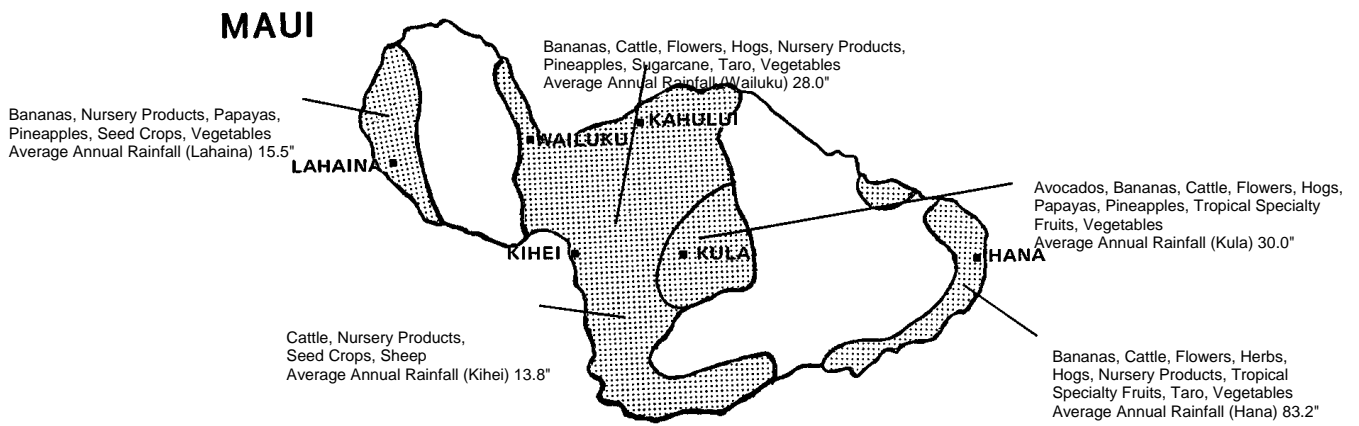 MAUI
Bananas, Cattle, Flowers, Hogs, Nursery Products,
Pineapples, Sugarcane, Taro, Vegetables
Average Annual Rainfall (Wailuku) 28.0"
Bananas, Nursery Products, Papayas,
Pineapples, Seed Crops, Vegetables
Average Annual Rainfall (Lahaina) 15.5"
KAHULUI
WAILUKU
LAHAINA
Avocados, Bananas, Cattle, Flowers, Hogs,
Papayas, Pineapples, Tropical Specialty
Fruits, Vegetables
Average Annual Rainfall (Kula) 30.0"
KIHEI
KULA
HANA
Cattle, Nursery Products,
Seed Crops, Sheep
Average Annual Rainfall (Kihei) 13.8"
Bananas, Cattle, Flowers, Herbs,
Hogs, Nursery Products, Tropical
Specialty Fruits, Taro, Vegetables
Average Annual Rainfall (Hana) 83.2"